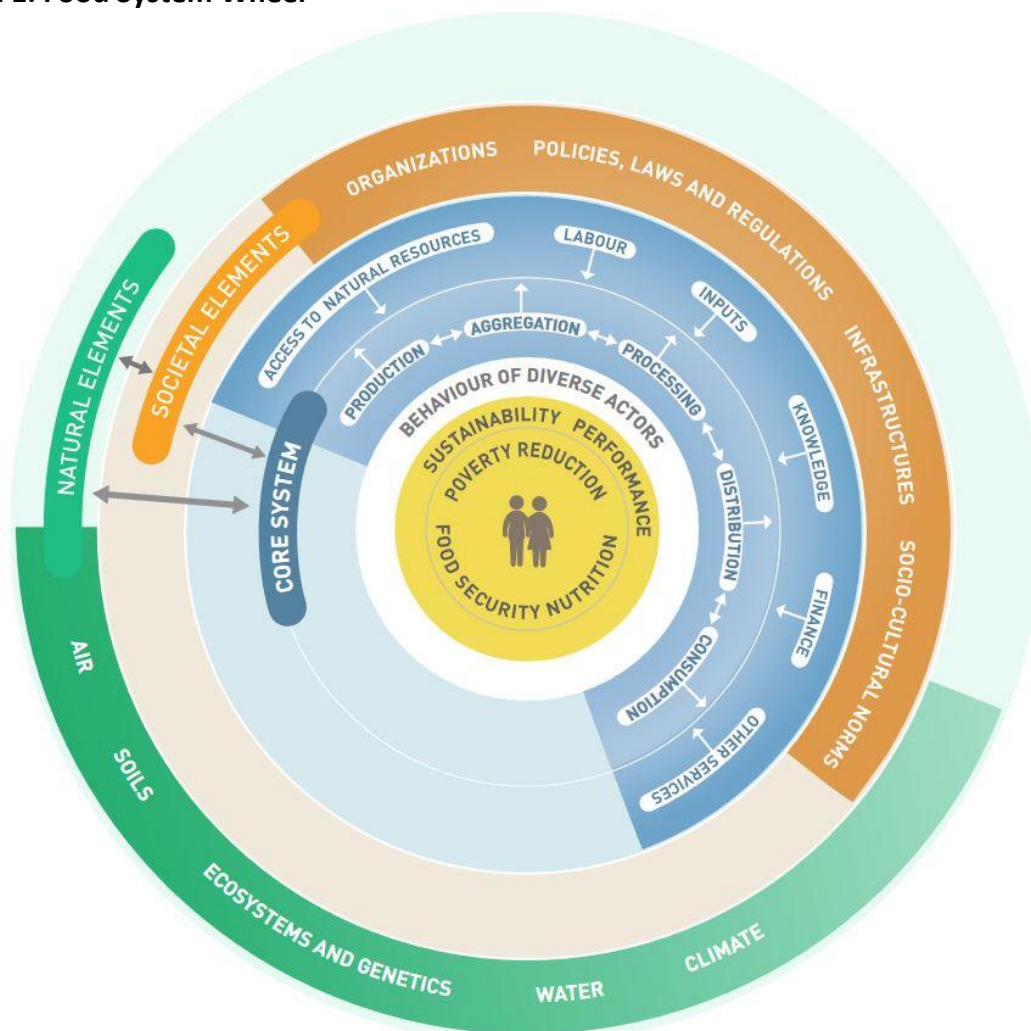 Food System Wheel
ORGANIZATIONS
POLICIES, LAWS AND REGULATIONS
INFRASTRUCTURES
SOCIO-CULTURAL NORMS
NATURAL ELEMENTS
SOCIETAL ELEMENTS
CORE SYSTEM
ACCESS TO NATURAL RESOURCES
LABOUR
INPUTS
KNOWLEDGE
FINANCE
OTHER SERVICES
PRODUCTION
AGGREGATION
PROCESSING
DISTRIBUTION
CONSUMPTION
BEHAVIOUR OF DIVERSE ACTORS
SUSTAINABILITY PERFORMANCE
POVERTY REDUCTION
FOOD SECURITY NUTRITION
AIR
SOILS
ECOSYSTEMS AND GENETICS
WATER
CLIMATE